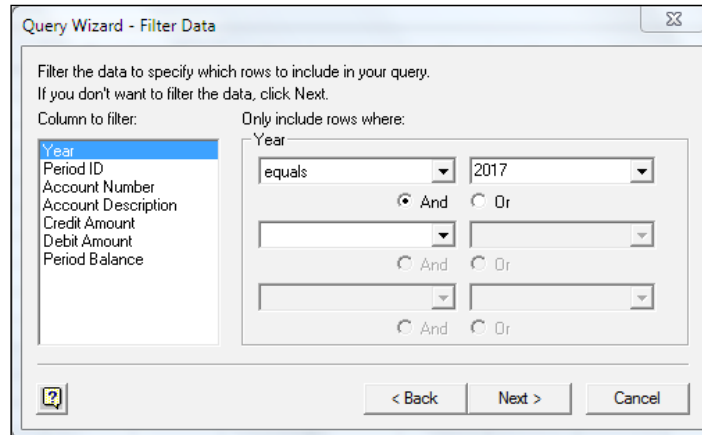 Query Wizard - Filter Data
Filter the data to specify which rows to include in your query.
If you don't want to filter the data, click Next.
Column to filter:
Only include rows where:
Year
Period ID
Account Number
Account Description
Credit Amount
Debit Amount
Period Balance
Year
equals 2017
And Or
And Or
And Or
? < Back Next > Cancel